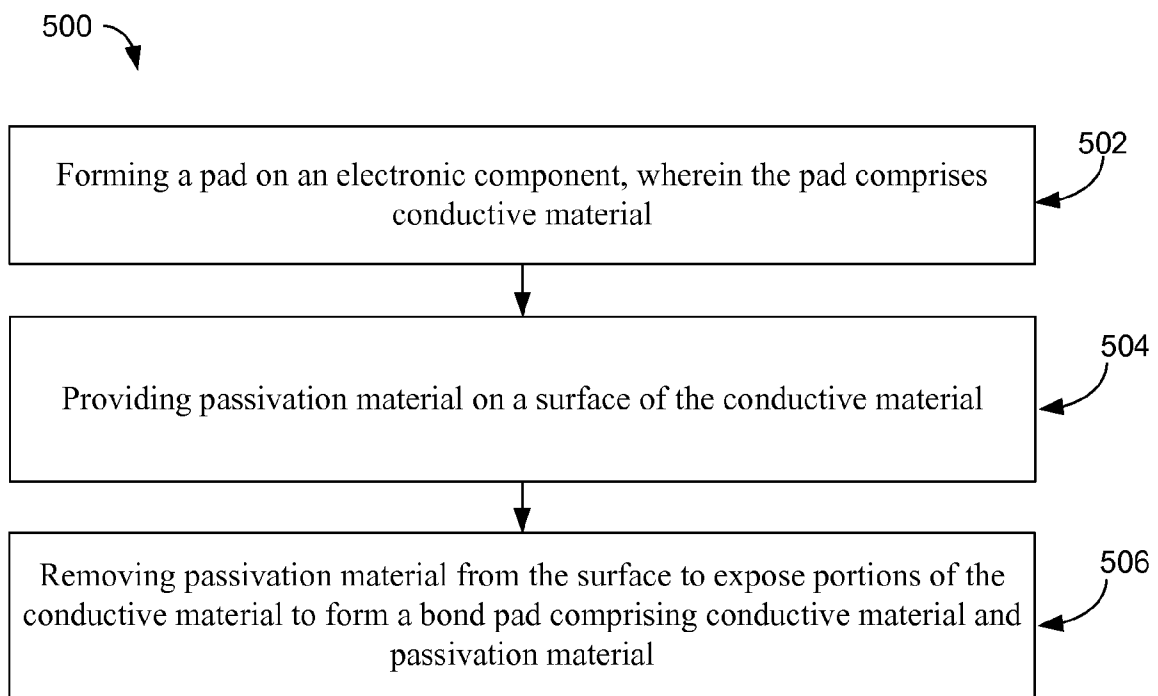 500
Forming a pad on an electronic component, wherein the pad comprises
conductive material
502
Providing passivation material on a surface of the conductive material
504
Removing passivation material from the surface to expose portions of the
conductive material to form a bond pad comprising conductive material and
passivation material
506